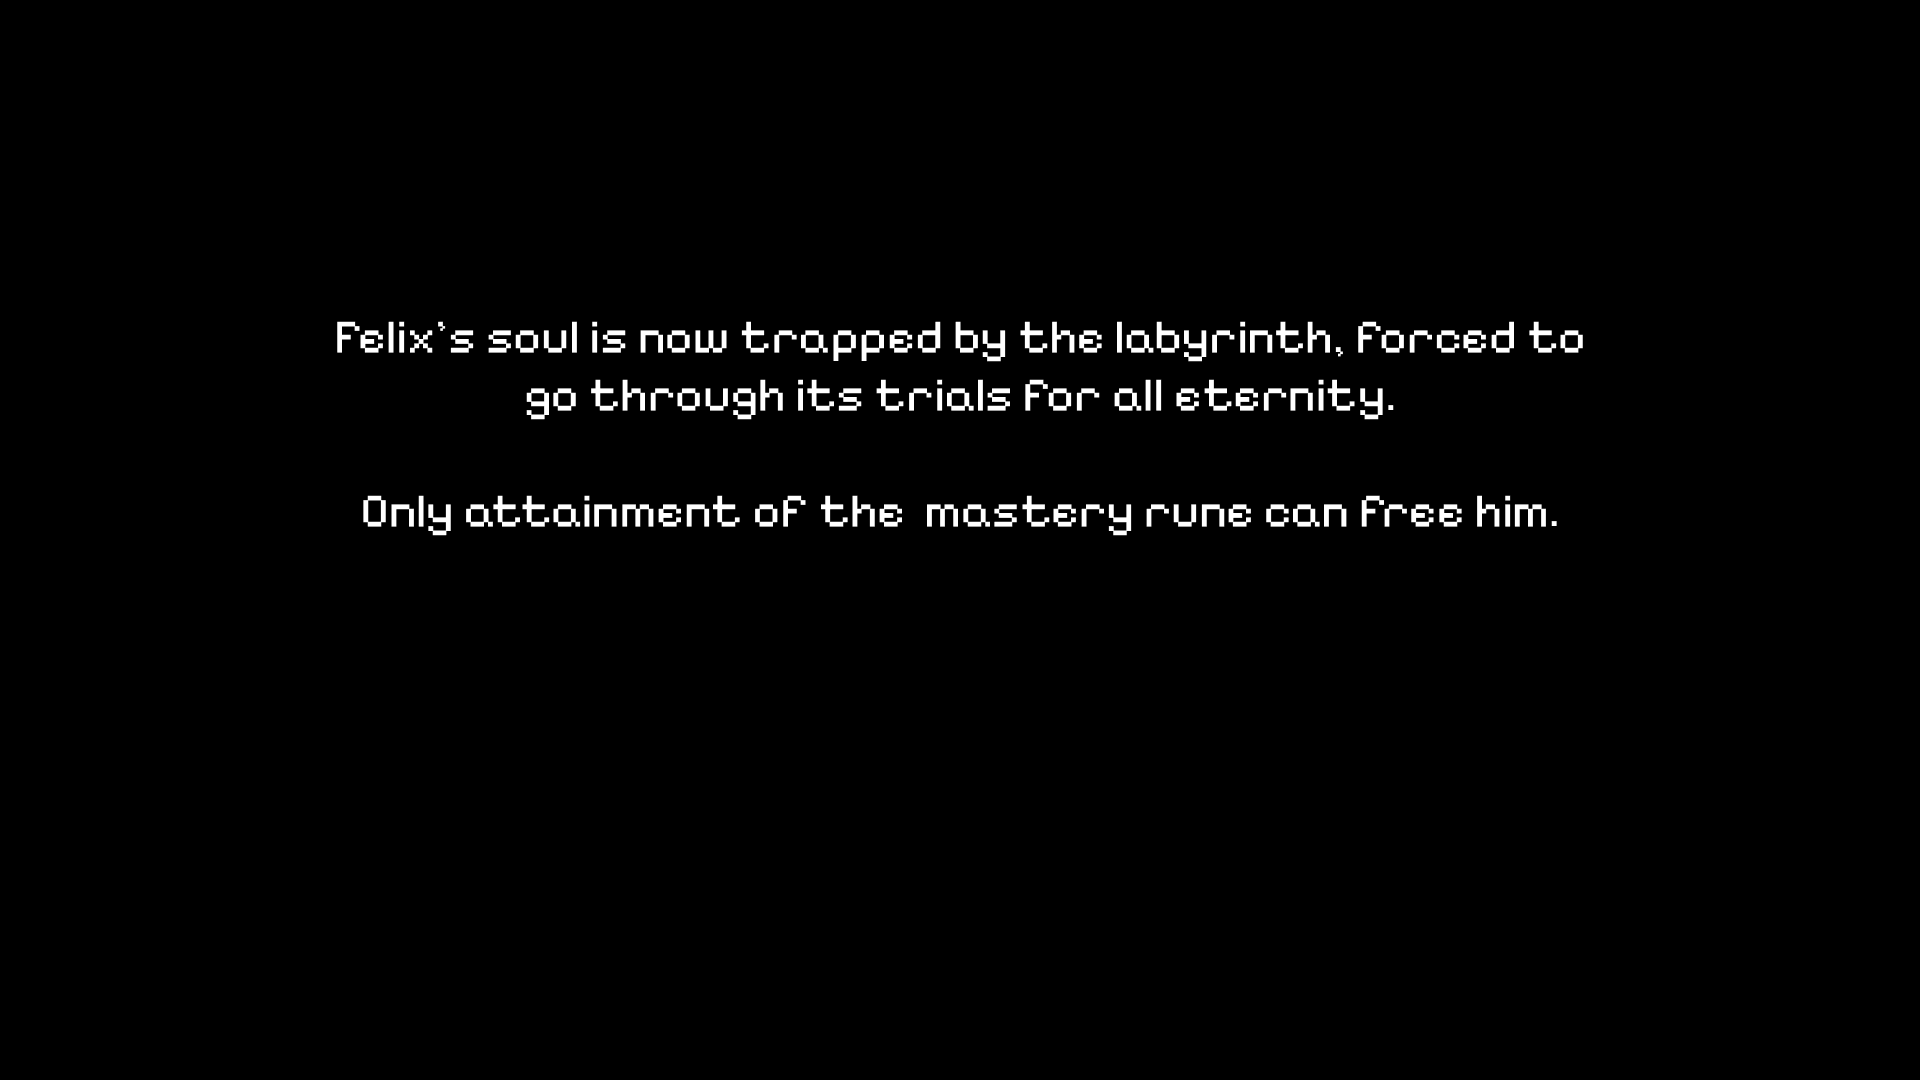 Felix's soul is now trapped by the labyrinth, forced to
go through its trials for all eternity.
Only attainment of the  mastery rune can free him.